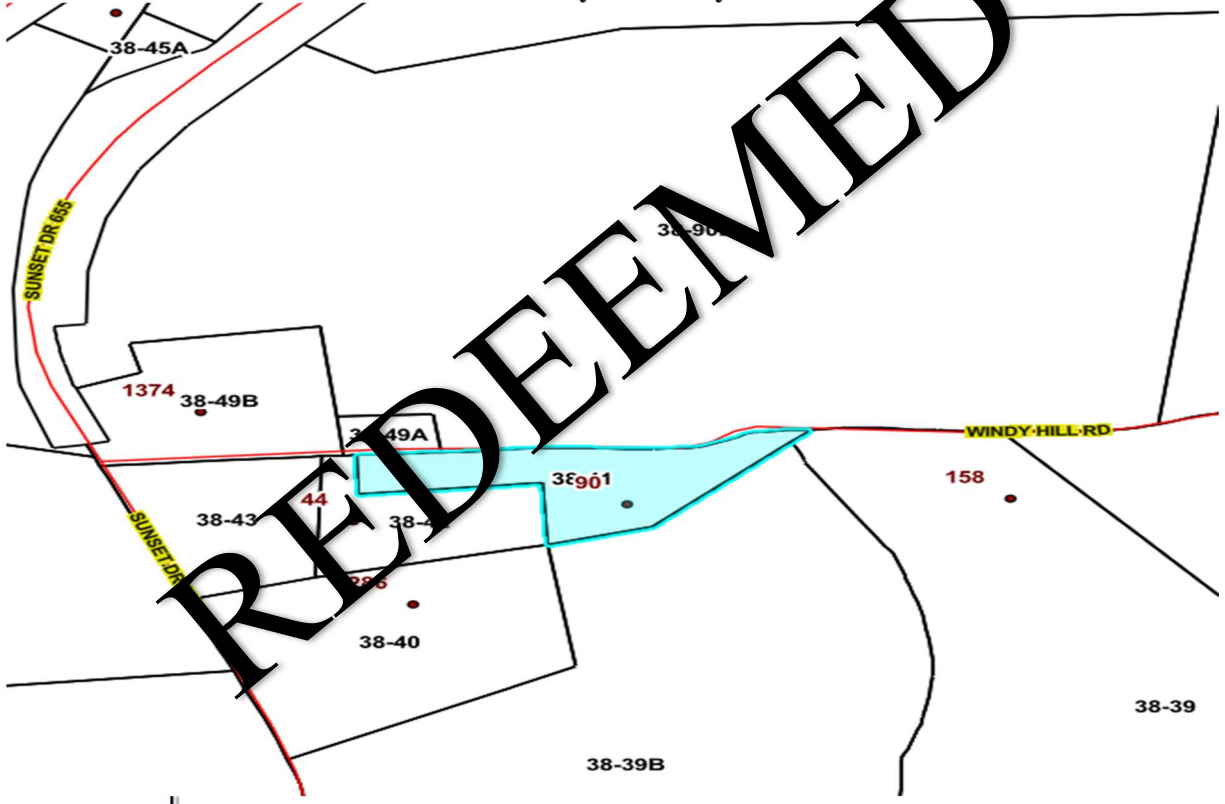 38-45A
SUNSET DR 655
1374
38-49B
WINDY HILL RD
90
158
44
38-43
SUNSET DR
38-40
38-39
38-39B
REDEEMED